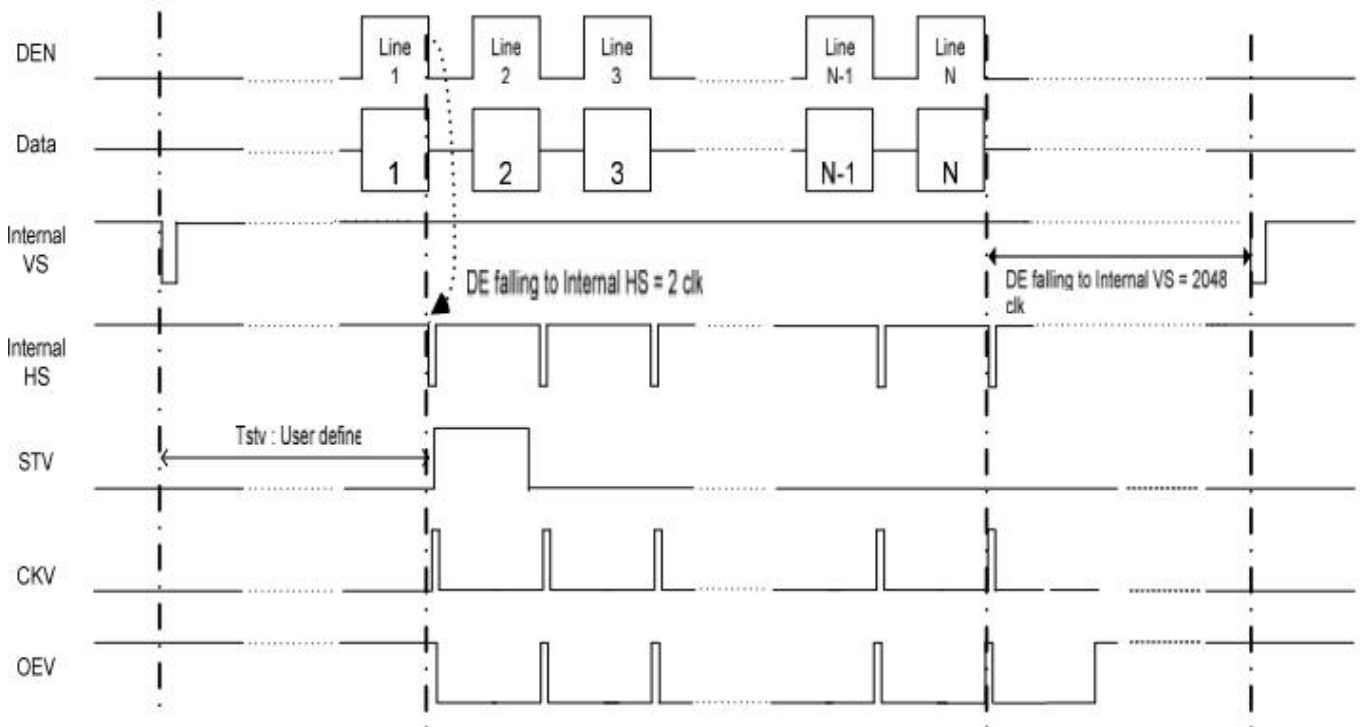 DEN
Line
1
Line
2
Line
3
Line
N-1
Line
N
Data
1
2
3
N-1
N
Internal
VS
DE falling to Internal HS = 2 clk
DE falling to Internal VS = 2048
clk
Internal
HS
Tstv : User define
STV
CKV
OEV